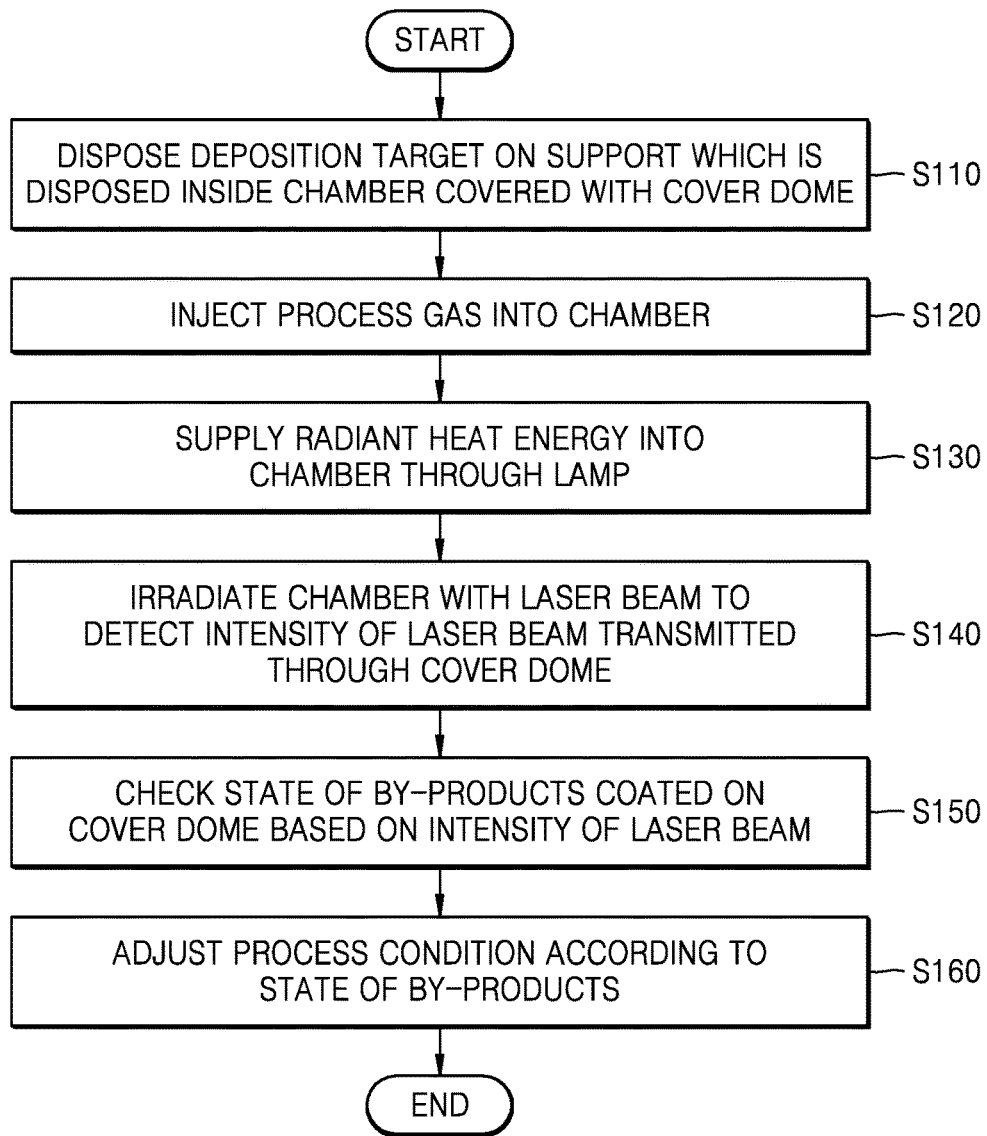 START
DISPOSE DEPOSITION TARGET ON SUPPORT WHICH IS
DISPOSED INSIDE CHAMBER COVERED WITH COVER DOME
S110
INJECT PROCESS GAS INTO CHAMBER
S120
SUPPLY RADIANT HEAT ENERGY INTO
CHAMBER THROUGH LAMP
S130
IRRADIATE CHAMBER WITH LASER BEAM TO
DETECT INTENSITY OF LASER BEAM TRANSMITTED
THROUGH COVER DOME
S140
CHECK STATE OF BY-PRODUCTS COATED ON
COVER DOME BASED ON INTENSITY OF LASER BEAM
S150
ADJUST PROCESS CONDITION ACCORDING TO
STATE OF BY-PRODUCTS
S160
END